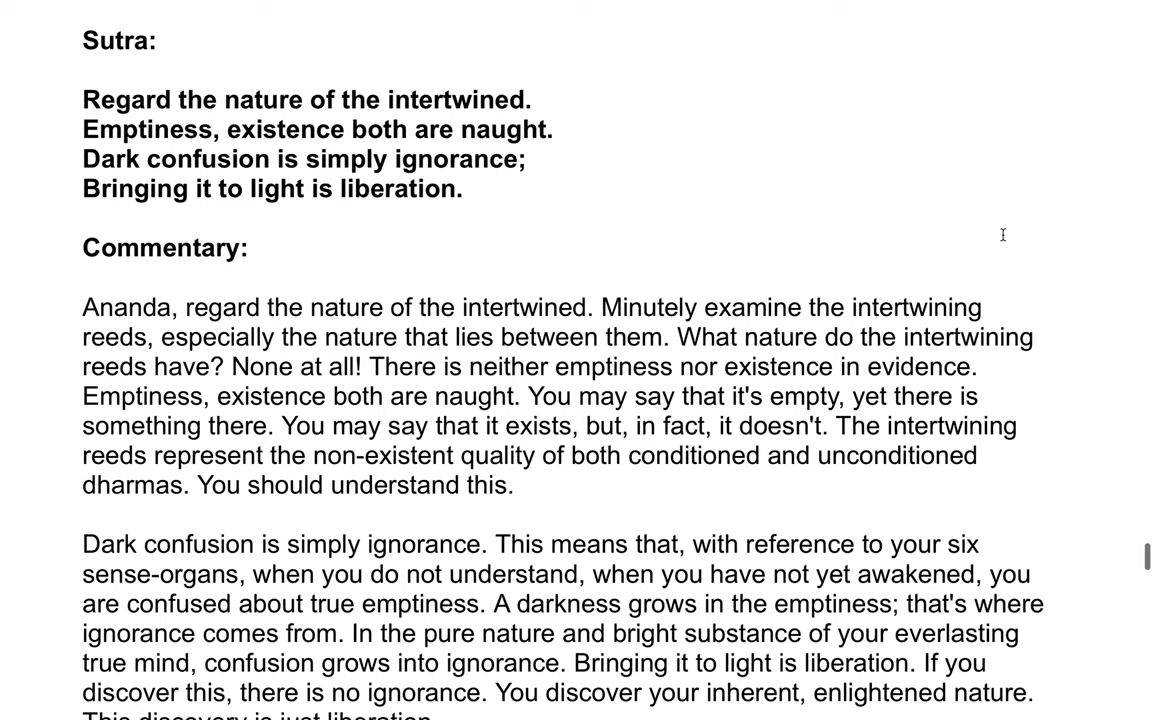 Sutra:
Regard the nature of the intertwined.
Emptiness, existence both are naught.
Dark confusion is simply ignorance;
Bringing it to light is liberation.
Commentary:
Ananda, regard the nature of the intertwined. Minutely examine the intertwining
reeds, especially the nature that lies between them. What nature do the intertwining
reeds have? None at all! There is neither emptiness nor existence in evidence.
Emptiness, existence both are naught. You may say that it's empty, yet there is
something there. You may say that it exists, but, in fact, it doesn't. The intertwining
reeds represent the non-existent quality of both conditioned and unconditioned
dharmas. You should understand this.
Dark confusion is simply ignorance. This means that, with reference to your six
sense-organs, when you do not understand, when you have not yet awakened, you
are confused about true emptiness. A darkness grows in the emptiness; that's where
ignorance comes from. In the pure nature and bright substance of your everlasting
true mind, confusion grows into ignorance. Bringing it to light is liberation. If you
discover this, there is no ignorance. You discover your inherent, enlightened nature.
This discovery is just liberation.